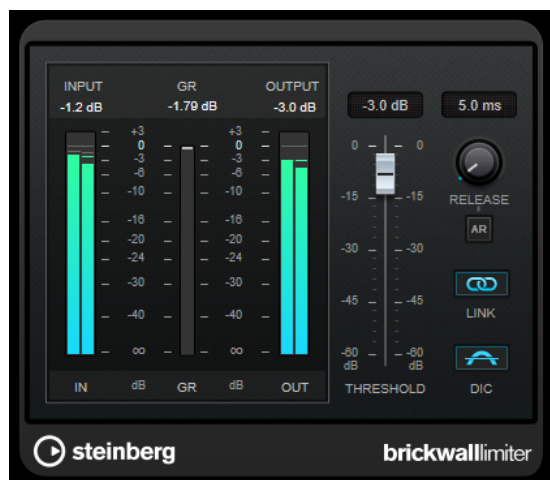 INPUT GR OUTPUT
-1.2 dB -1.79 dB -3.0 dB -3.0 dB 5.0 ms
+3 +3
0 0 0 0
-3 -3
-6 -6
-10 -10
-15 -15 RELEASE
-16 -16
AR
-20 -20
-24 -24 -30 -30
-30 -30
LINK
-45 -45
-40 -40
∞ ∞ -60 -60
dB dB
IN dB GR dB OUT THRESHOLD DIC
steinberg brickwalllimiter